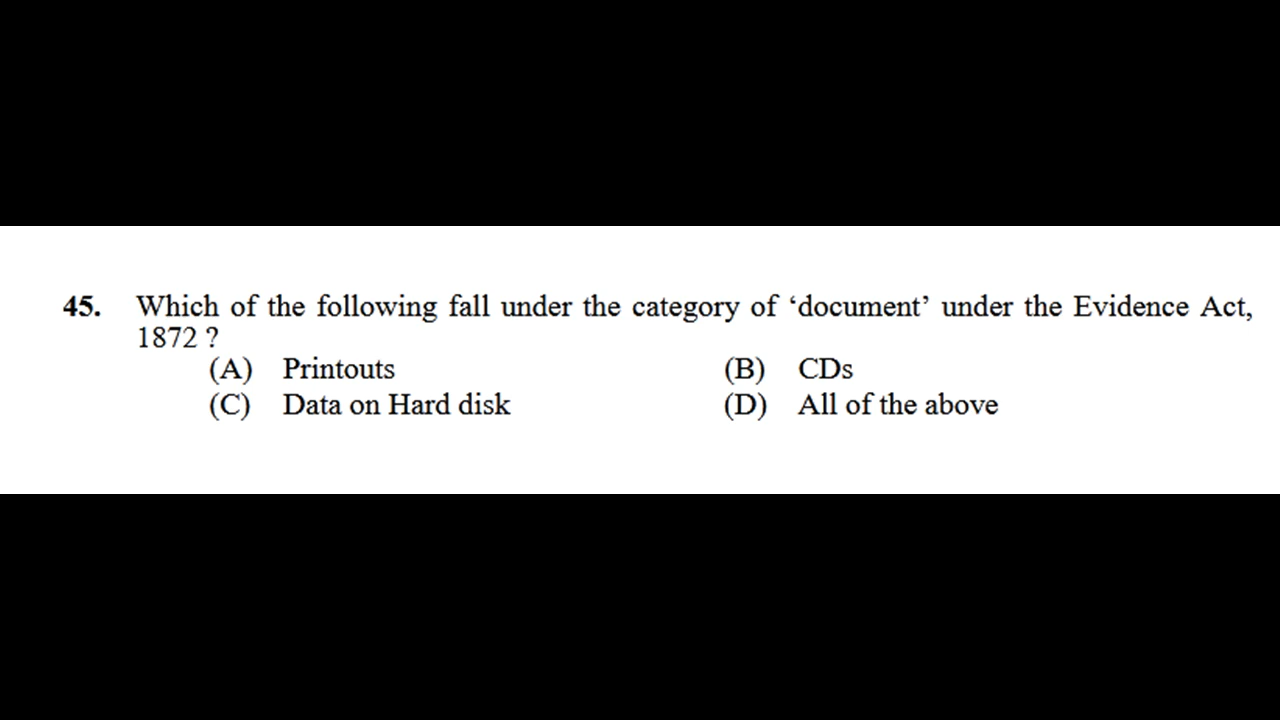 45. Which of the following fall under the category of ‘document’ under the Evidence Act,
1872 ?
(A) Printouts (B) CDs
(C) Data on Hard disk (D) All of the above